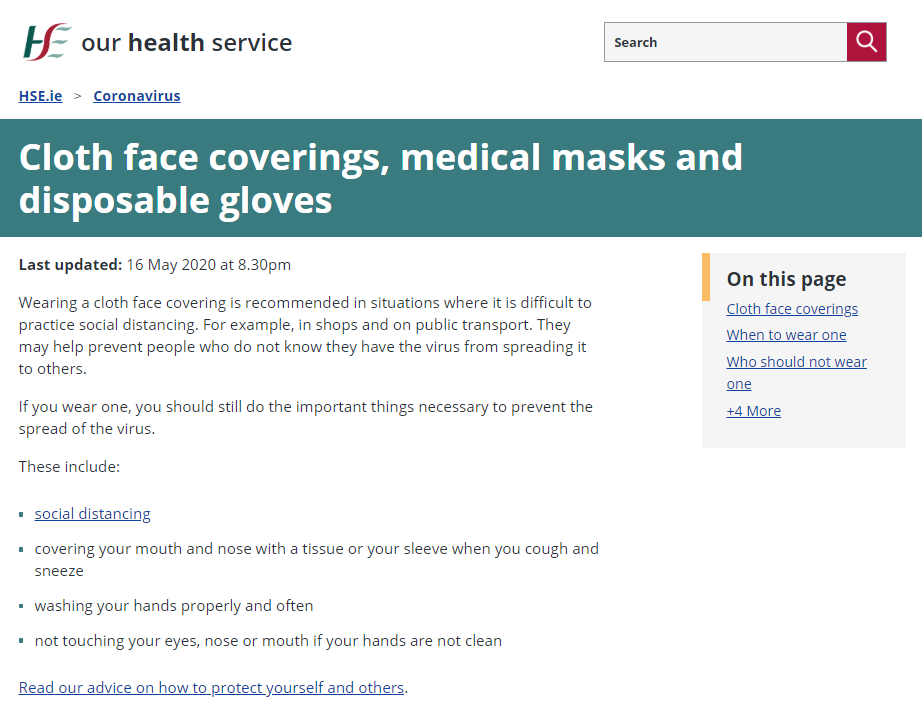 HSE our health service
Search
HSE.ie > Coronavirus
Cloth face coverings, medical masks and
disposable gloves
Last updated: 16 May 2020 at 8.30pm
Wearing a cloth face covering is recommended in situations where it is difficult to
practice social distancing. For example, in shops and on public transport. They
may help prevent people who do not know they have the virus from spreading it
to others.
If you wear one, you should still do the important things necessary to prevent the
spread of the virus.
These include:
social distancing
covering your mouth and nose with a tissue or your sleeve when you cough and
sneeze
washing your hands properly and often
not touching your eyes, nose or mouth if your hands are not clean
Read our advice on how to protect yourself and others.
On this page
Cloth face coverings
When to wear one
Who should not wear
one
+4 More